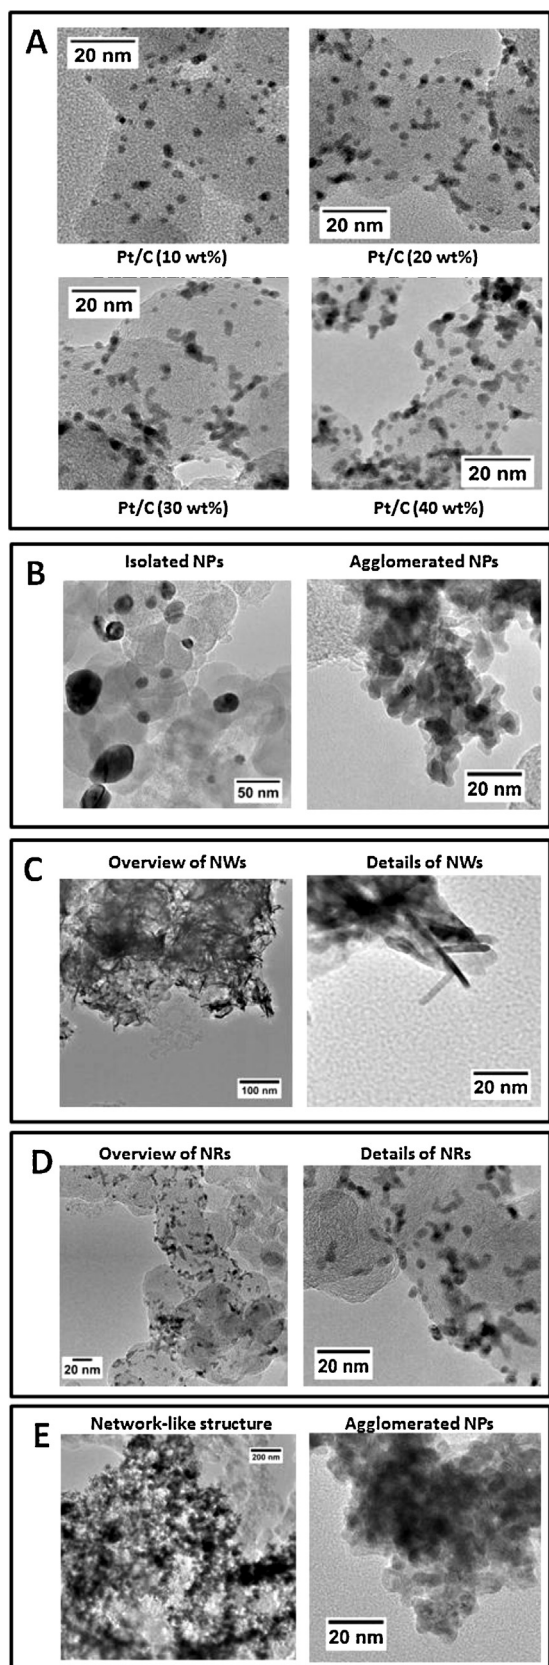 A
20 nm
20 nm
Pt/C (10 wt%)
Pt/C (20 wt%)
20 nm
20 nm
Pt/C (30 wt%)
Pt/C (40 wt%)
B
Isolated NPs
Agglomerated NPs
50 nm
20 nm
C
Overview of NWs
Details of NWs
100 nm
20 nm
D
Overview of NRs
Details of NRs
20 nm
20 nm
E
Network-like structure
Agglomerated NPs
200 nm
20 nm